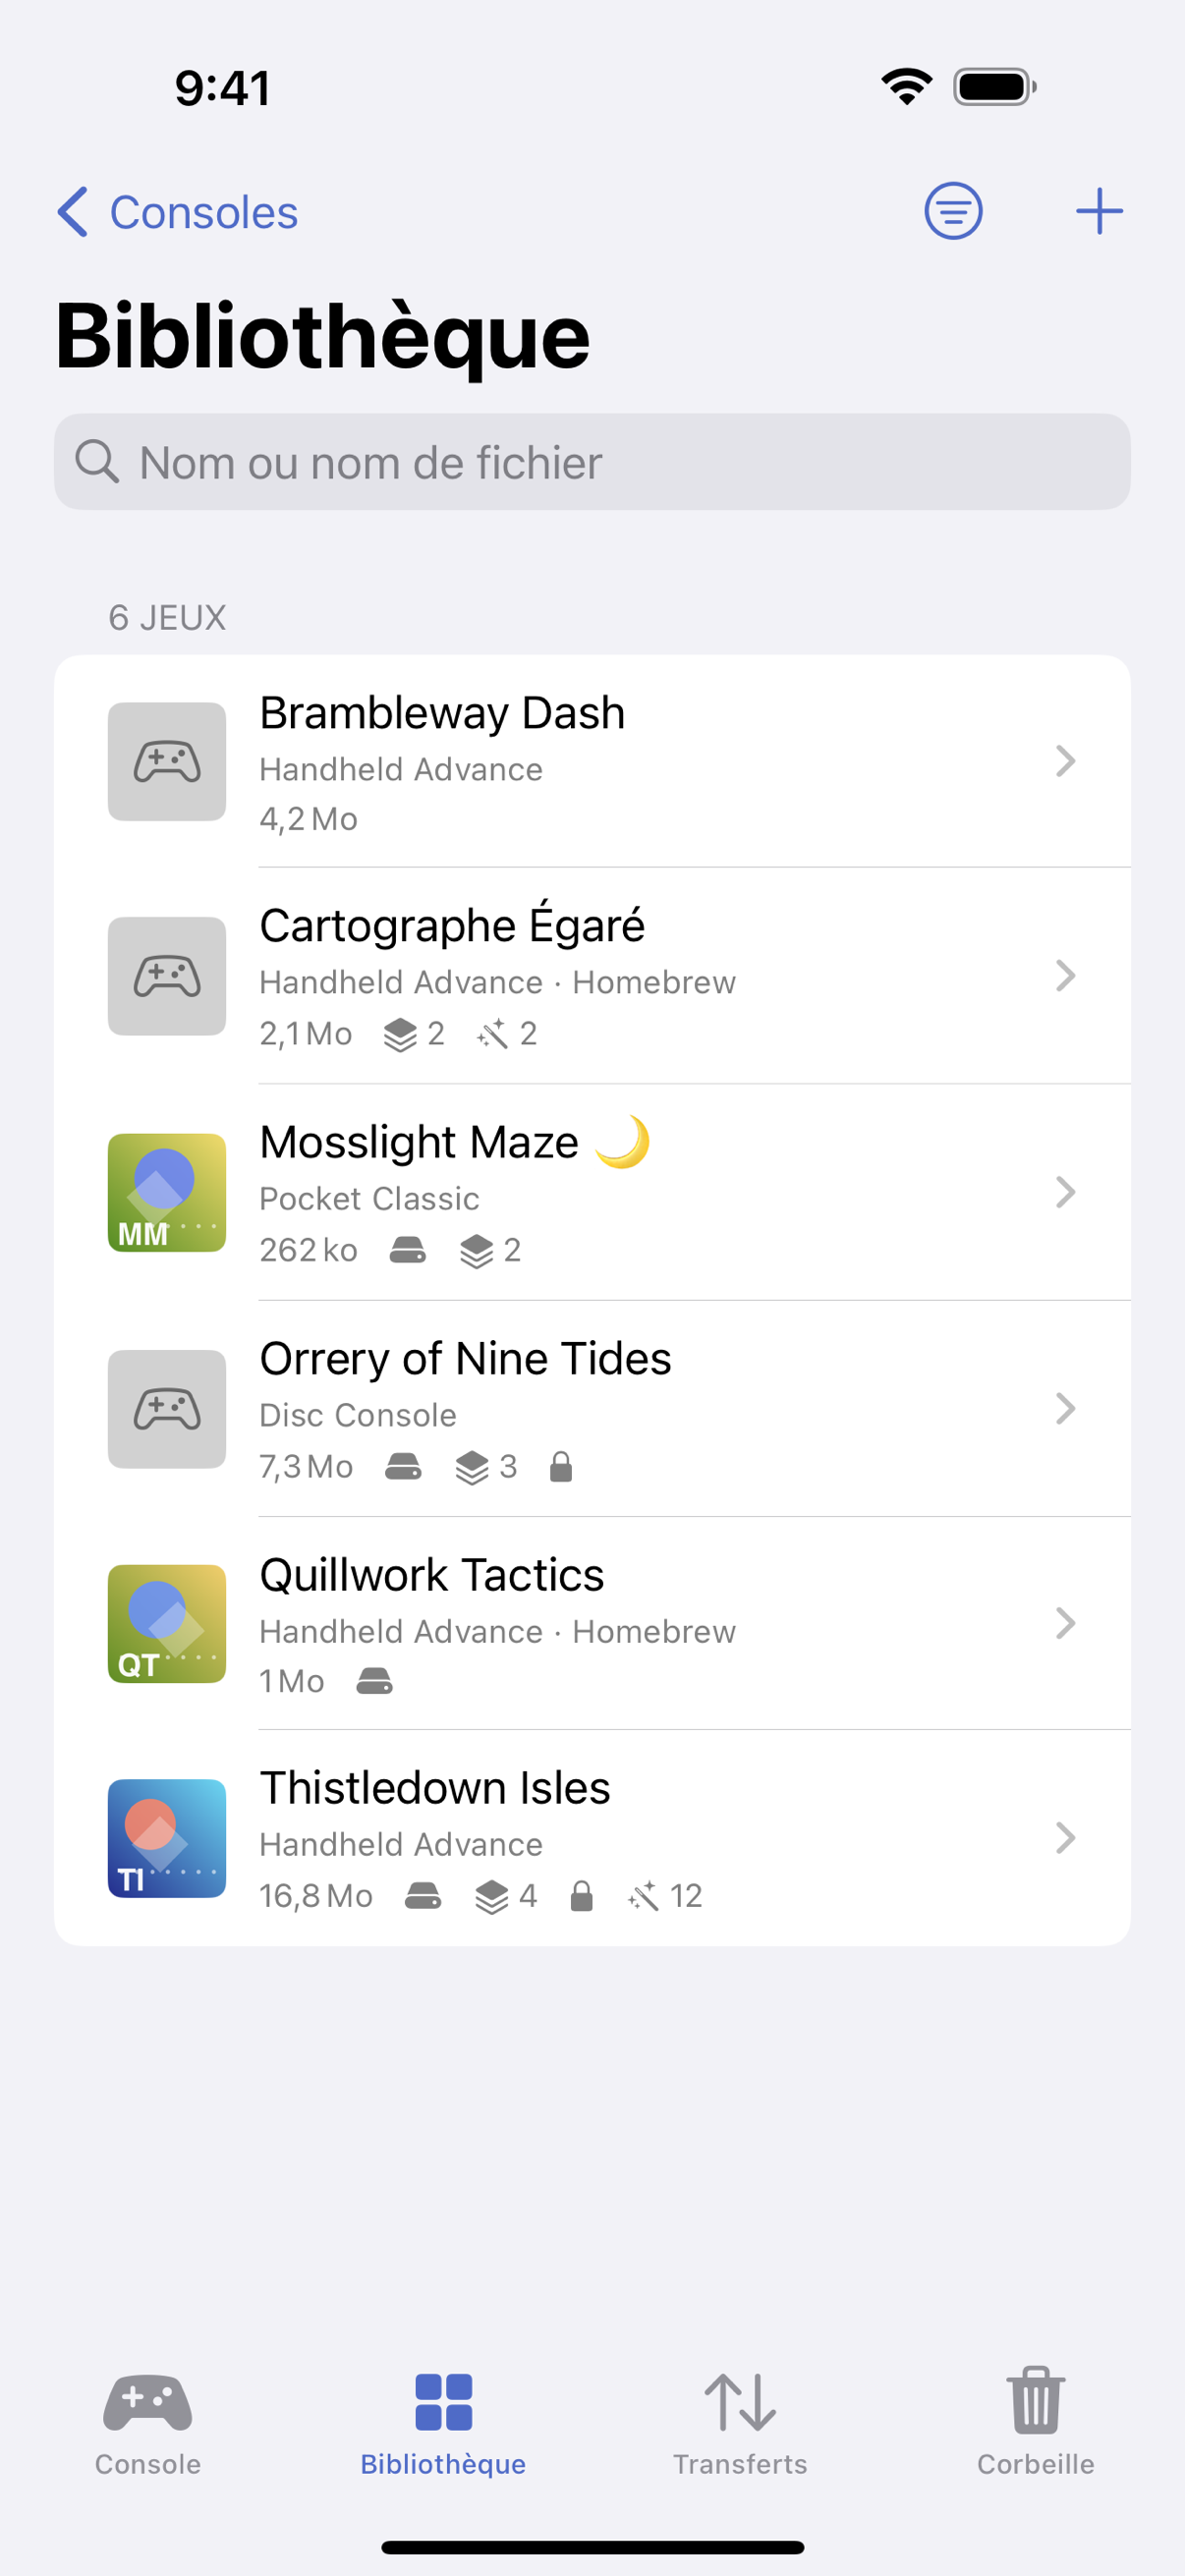 9:41
Consoles
Bibliothèque
Nom ou nom de fichier
6 JEUX
Brambleway Dash
Handheld Advance
4,2 Mo
Cartographe Égaré
Handheld Advance · Homebrew
2,1 Mo 2 2
Mosslight Maze 🌙
Pocket Classic
262 ko 2
MM
Orrery of Nine Tides
Disc Console
7,3 Mo 3
Quillwork Tactics
Handheld Advance · Homebrew
1 Mo
QT
Thistledown Isles
Handheld Advance
16,8 Mo 4 12
TI
Console
Bibliothèque
Transferts
Corbeille